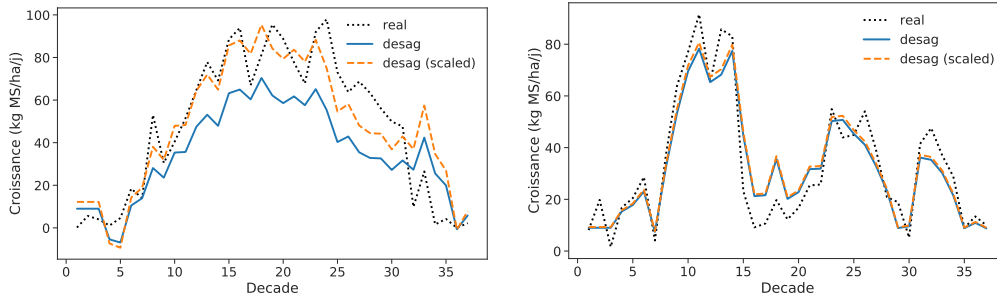 100
80
60
40
20
0
Croissance (kg MS/ha/j)
0 5 10 15 20 25 30 35
Decade
real
desag
desag (scaled)
80
60
40
20
0
Croissance (kg MS/ha/j)
0 5 10 15 20 25 30 35
Decade
real
desag
desag (scaled)